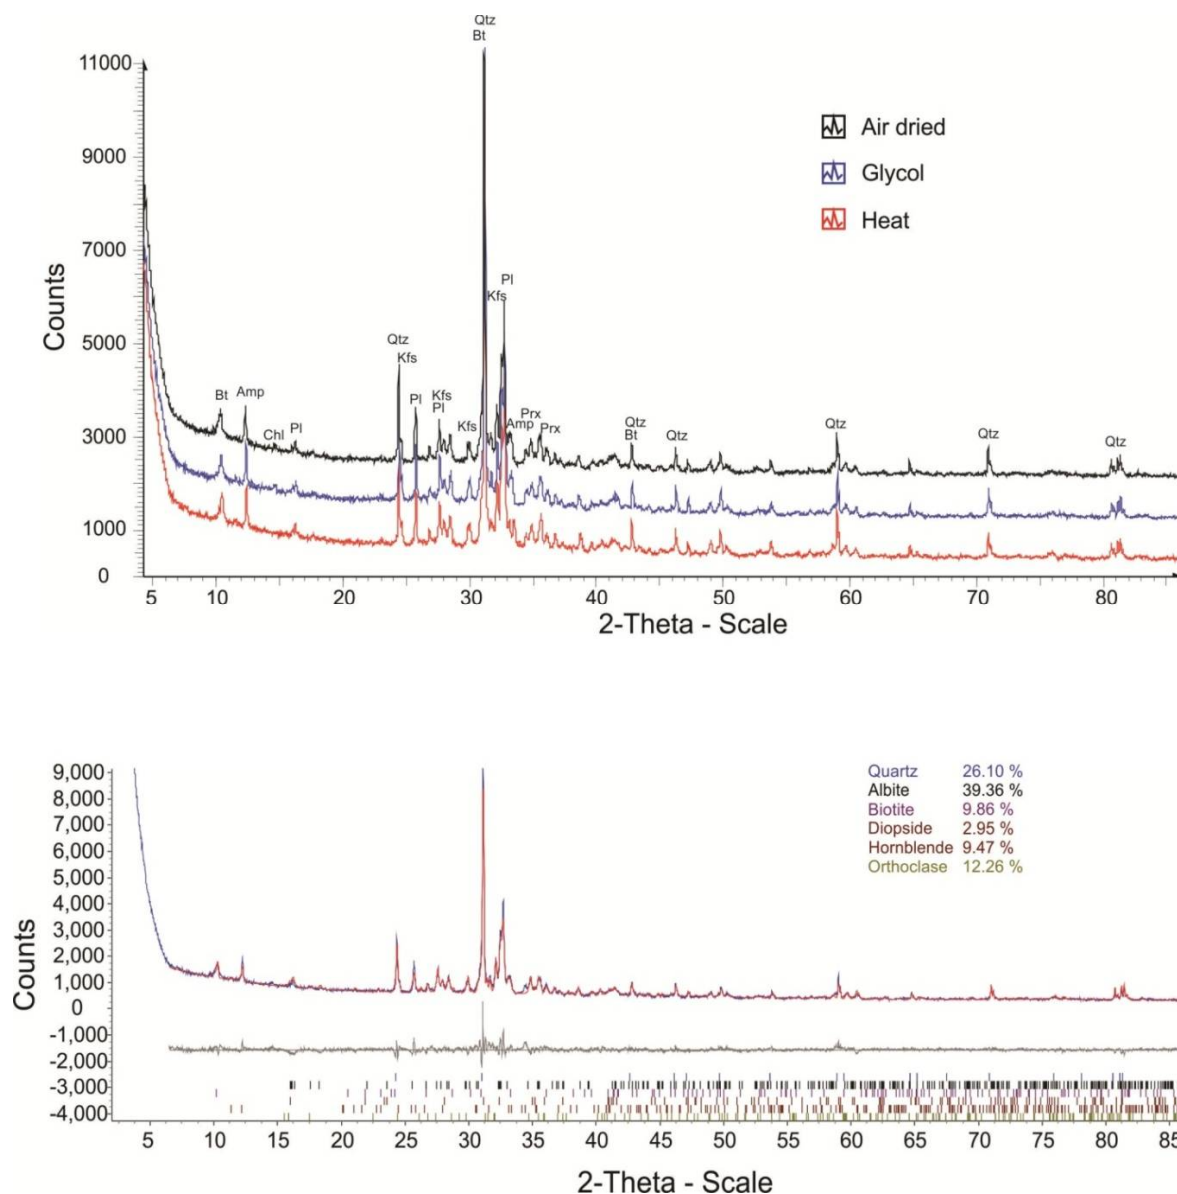 Qtz
Bt
11000
9000
7000
5000
3000
1000
0
Counts
Air dried
Glycol
Heat
Pl
Kfs
Qtz
Kfs
Bt
Amp
Chl
Pl
Pl
Kfs
Pl
Kfs
Amp
Prx
Prx
Qtz
Bt
Qtz
Qtz
Qtz
Qtz
5 10 20 30 40 50 60 70 80
2-Theta - Scale
9,000
8,000
7,000
6,000
5,000
4,000
3,000
2,000
1,000
0
-1,000
-2,000
-3,000
-4,000
Counts
Quartz 26.10 %
Albite 39.36 %
Biotite 9.86 %
Diopside 2.95 %
Hornblende 9.47 %
Orthoclase 12.26 %
5 10 15 20 25 30 35 40 45 50 55 60 65 70 75 80 85
2-Theta - Scale